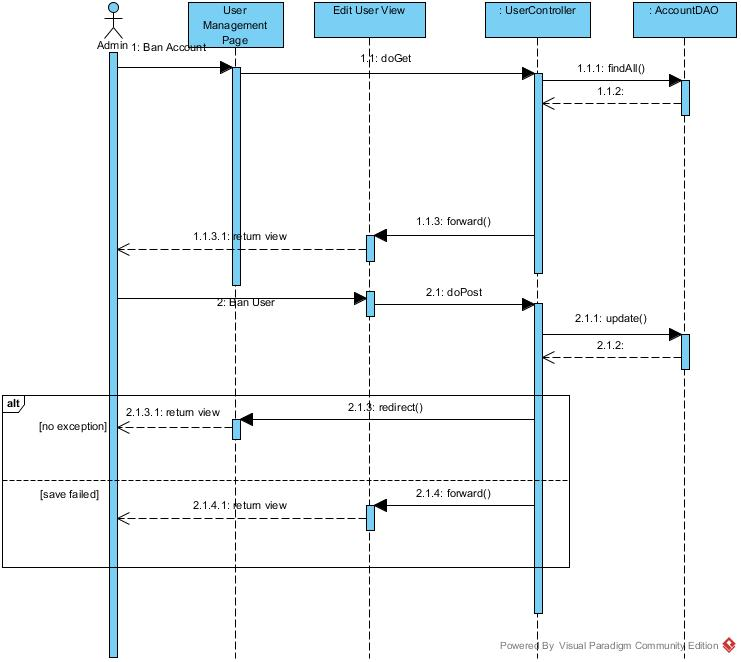 User
Management
Page
Edit User View
: UserController
: AccountDAO
Admin
1: Ban Account
1.1: doGet
1.1.1: findAll()
1.1.2:
1.1.3: forward()
1.1.3.1: return view
2: Ban User
2.1: doPost
2.1.1: update()
2.1.2:
alt
2.1.3.1: return view
2.1.3: redirect()
[no exception]
[save failed]
2.1.4: forward()
2.1.4.1: return view
Powered By Visual Paradigm Community Edition